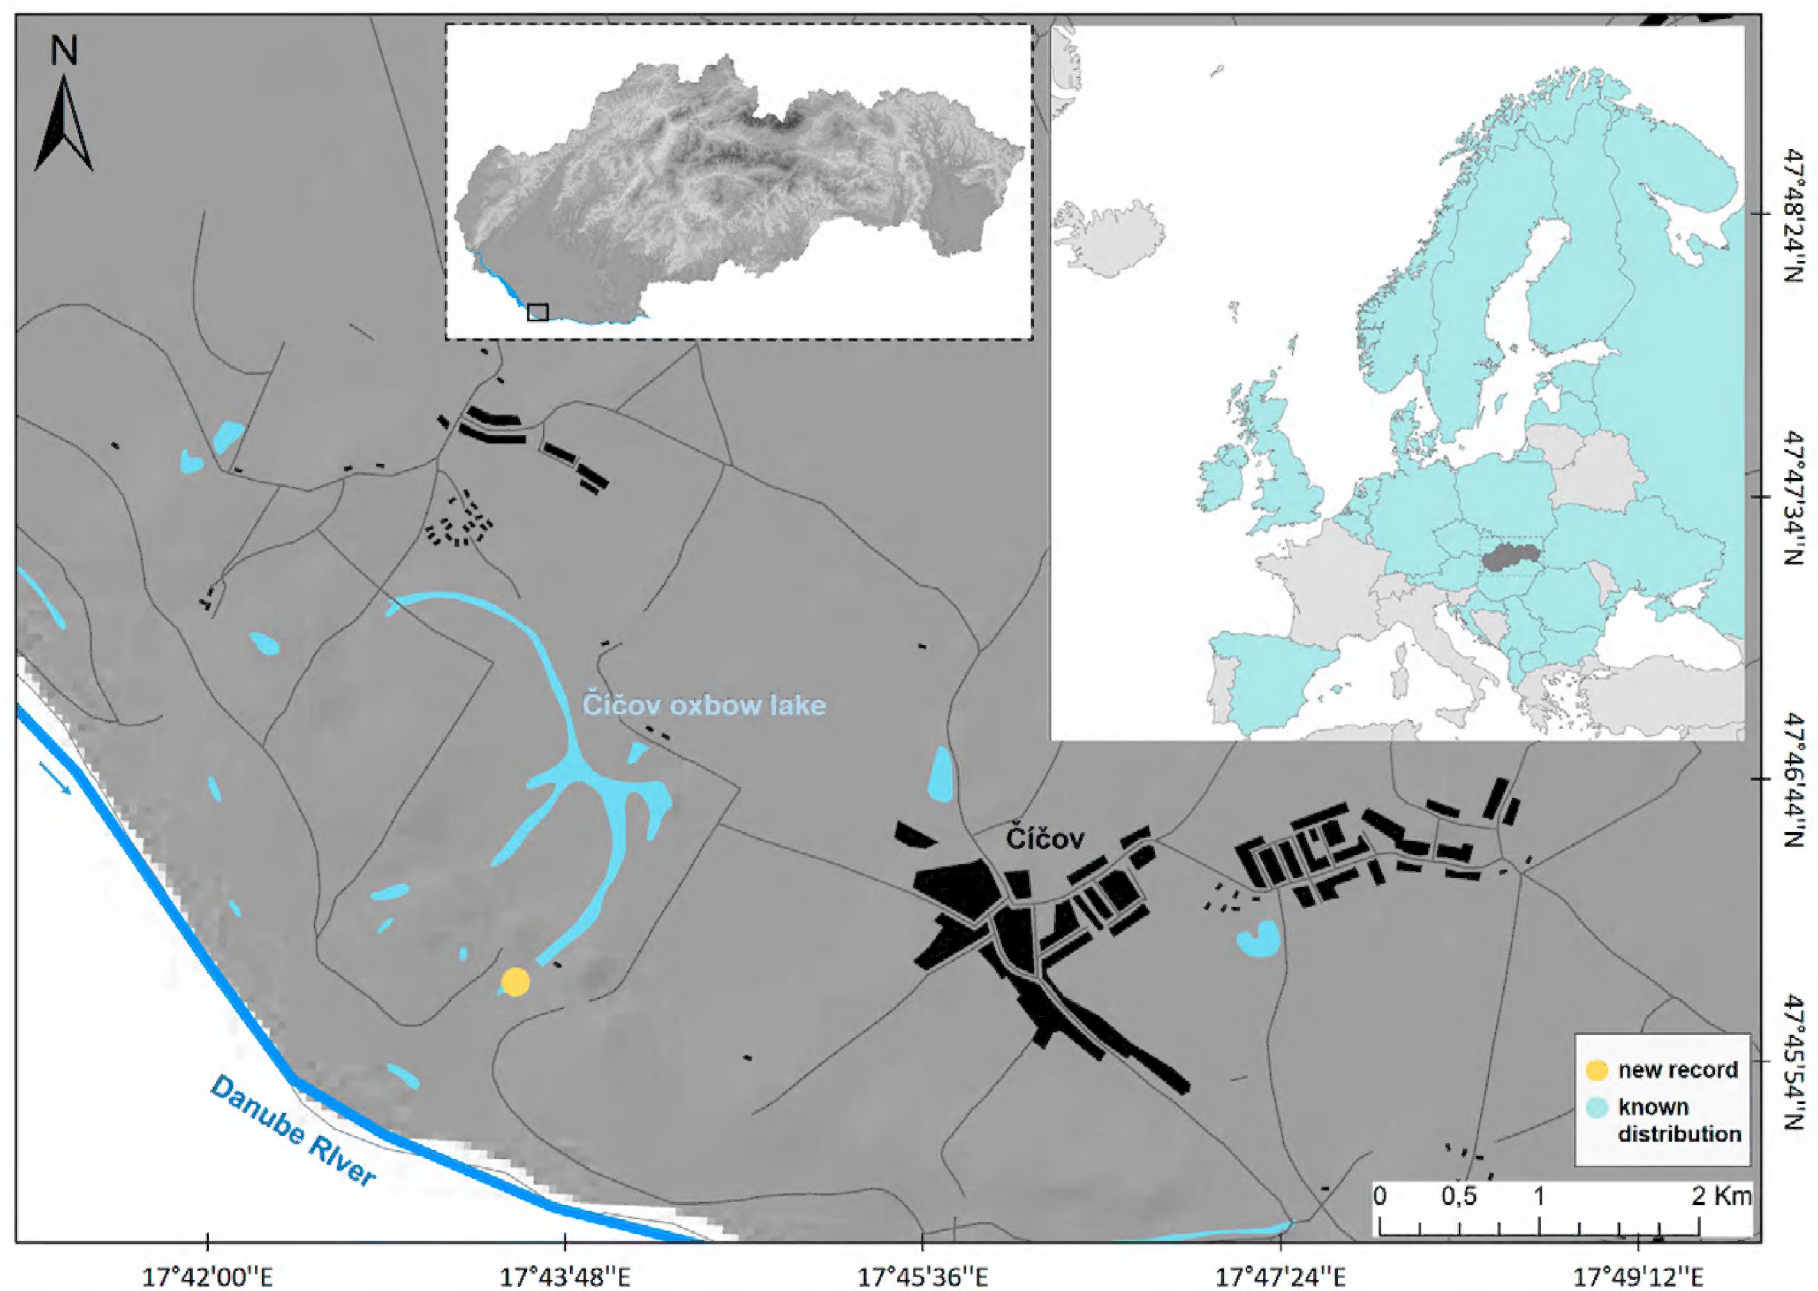 N
Číčov oxbow lake
Číčov
Danube RIver
new record
known
distribution
0 0,5 1 2 Km
47°48'24"N
47°47'34"N
47°46'44"N
47°45'54"N
17°42'00"E 17°43'48"E 17°45'36"E 17°47'24"E 17°49'12"E